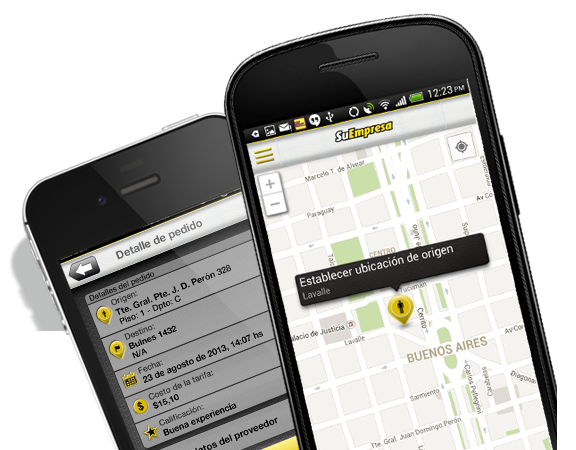 12:23 PM
SuEmpresa
+
−
Marcelo T. de Alvear
Paraguay
Av Co
CENTRO
Establecer ubicación de origen
Lavalle
Tucumán
Cerrito
Palacio de Justicia
Lavalle
BUENOS AIRES
Carlos Pellegrini
Sarmiento
Tte. Gral. Juan Domingo Perón
Detalle de pedido
Detalles del pedido
Origen:
Tte. Gral. Pte. J. D. Perón 328
Piso: 1 - Dpto: C
Destino:
Bulnes 1432
N/A
Fecha:
23 de agosto de 2013, 14:07 hs
Costo de la tarifa:
$15,10
Calificación:
Buena experiencia
atos del proveedor